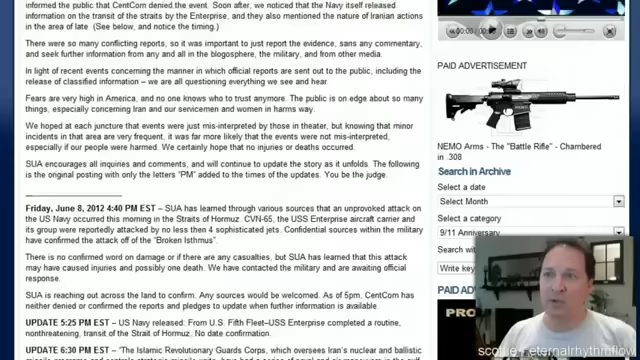 informed the public that CentCom denied the event. Soon after, we noticed that the Navy itself released
information on the transit of the straits by the Enterprise, and they also mentioned the nature of Iranian actions
in the area of late. (See below, and notice the timing.)
There were so many conflicting reports, so it was important to just report the evidence, sans any commentary,
and seek further information from any and all in the blogosphere, the military, and from other media.
In light of recent events concerning the manner in which official reports are sent out to the public, including the
release of classified information – we are all questioning everything we see and hear.
Fears are very high in America, and no one knows who to trust anymore. The public is on edge about so many
things, especially concerning Iran and our servicemen and women in harms way.
We hoped at each juncture that events were just mis-interpreted by those in theater, but knowing that minor
incidents in that area are very frequent, it was far more likely that the events were not mis-interpreted,
especially if our people were harmed. We certainly hope that no injuries or deaths occurred.
SUA encourages all inquiries and comments, and will continue to update the story as it unfolds. The following
is the original posting with only the letters "PM" added to the times of the updates. You be the judge.
Friday, June 8, 2012 4:40 PM EST – SUA has learned through various sources that an unprovoked attack on
the US Navy occurred this morning in the Straits of Hormuz. CVN-65, the USS Enterprise aircraft carrier and
its group were reportedly attacked by no less then 4 sophisticated jets. Confidential sources within the
military have confirmed the attack off of the "Broken Isthmus".
There is no confirmed word on damage or if there are any casualties, but SUA has learned that this attack
may have caused injuries and possibly one death. We have contacted the military and are awaiting official
response.
SUA is reaching out across the land to confirm. Any sources would be welcomed. As of 5pm. CentCom has
neither confirmed or confirmed the reports and pledges to update when further information is available.
UPDATE 5:25 PM EST - US Navy released. From U.S. Fifth Fleet–USS Enterprise completed a routine,
nonthreatening, transit of the Strait of Hormuz. No date confirmation.
UPDATE 6:30 PM EST – "The Islamic Revolutionary Guards Corps, which oversees Iran's nuclear and ballistic
PAID ADVERTISEMENT
NEMO Arms - The "Battle Rifle" - Chambered
in .308
Search in Archive
Select a date
Select Month
Select a category
9/11 Anniversary
Search with
Write key
PAID AD